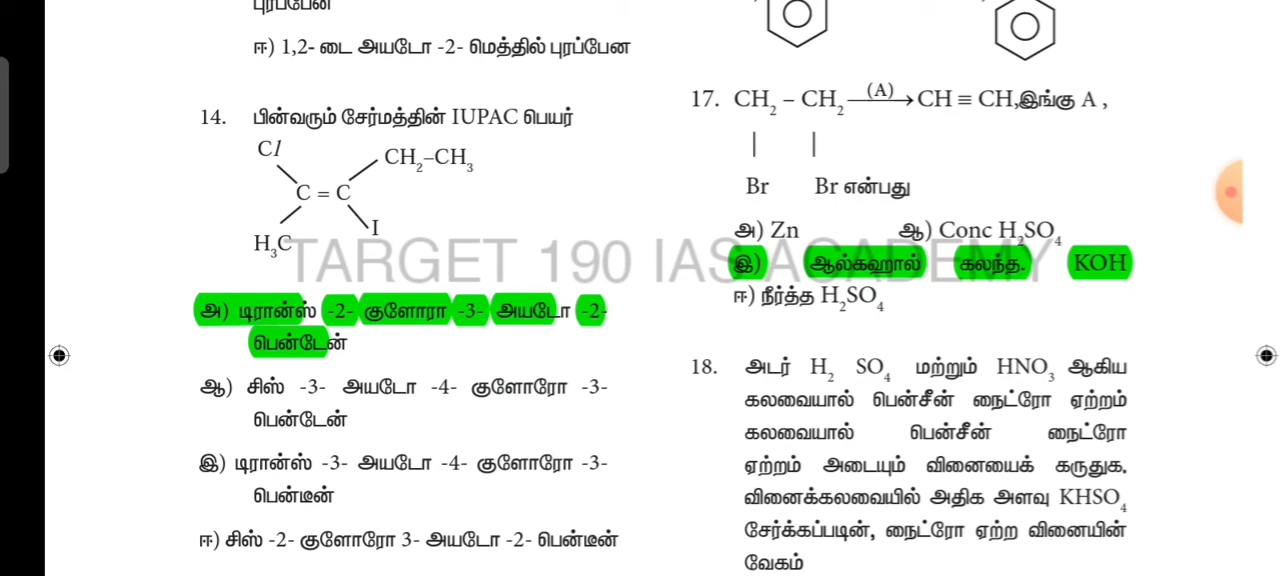 புரப்பேன்
ஈ) 1,2- டை அயடோ -2- மெத்தில் புரப்பேன
14. பின்வரும் சேர்மத்தின் IUPAC பெயர்
Cl
CH₂–CH₃
C = C
I
H₃C
அ) டிரான்ஸ் -2- குளோரா -3- அயடோ -2-
பென்டேன்
ஆ) சிஸ் -3- அயடோ -4- குளோரோ -3-
பென்டேன்
இ) டிரான்ஸ் -3- அயடோ -4- குளோரோ -3-
பென்டீன்
ஈ) சிஸ் -2- குளோரோ 3- அயடோ -2- பென்டீன்
TARGET 190 IAS ACADEMY
17. CH₂ – CH₂ (A)→ CH ≡ CH,இங்கு A ,
| |
Br Br என்பது
அ) Zn ஆ) Conc H₂SO₄
இ) ஆல்கஹால் கலந்த. KOH
ஈ) நீர்த்த H₂SO₄
18. அடர் H₂ SO₄ மற்றும் HNO₃ ஆகிய
கலவையால் பென்சீன் நைட்ரோ ஏற்றம்
கலவையால் பென்சீன் நைட்ரோ
ஏற்றம் அடையும் வினையைக் கருதுக.
வினைக்கலவையில் அதிக அளவு KHSO₄
சேர்க்கப்படின், நைட்ரோ ஏற்ற வினையின்
வேகம்